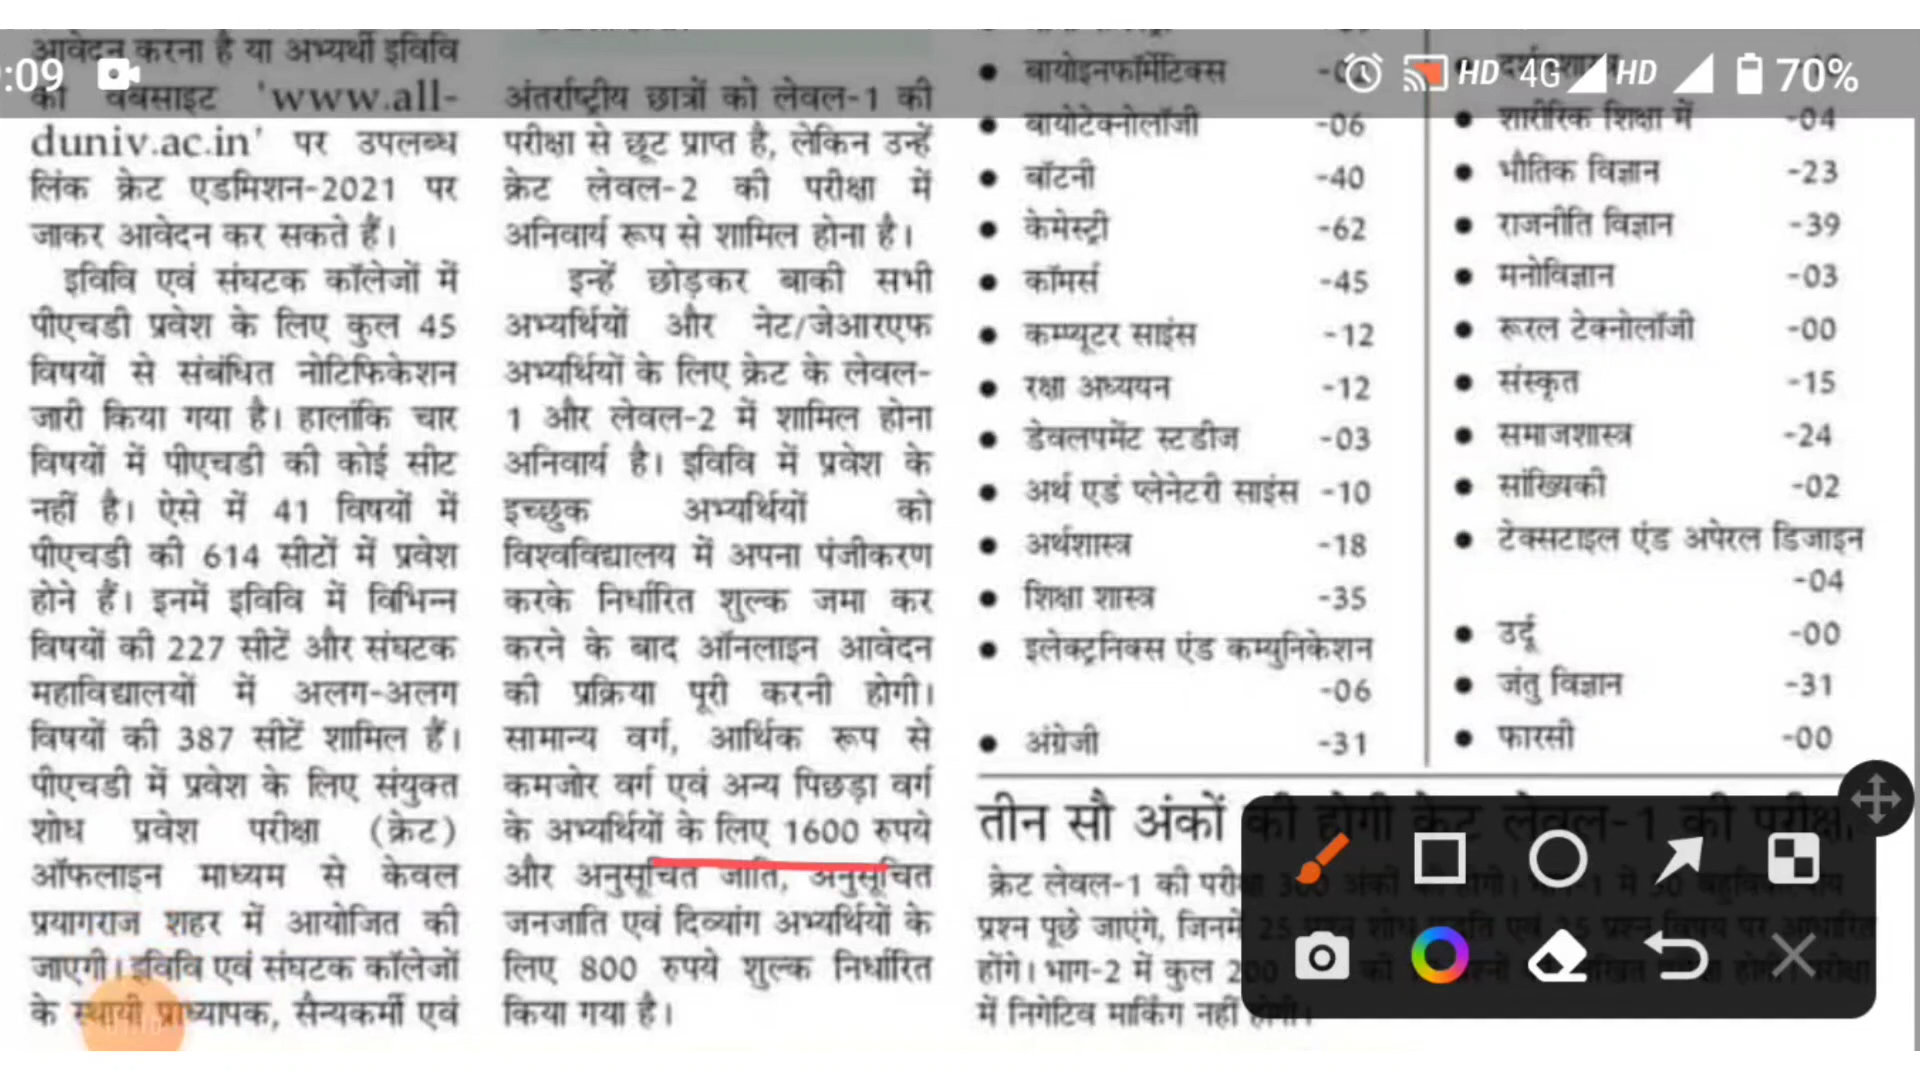 आवेदन करना है या अभ्यर्थी इविवि
:09
की वेबसाइट 'www.all-
duniv.ac.in' पर उपलब्ध
लिंक क्रेट एडमिशन-2021 पर
जाकर आवेदन कर सकते हैं।
इविवि एवं संघटक कॉलेजों में
पीएचडी प्रवेश के लिए कुल 45
विषयों से संबंधित नोटिफिकेशन
जारी किया गया है। हालांकि चार
विषयों में पीएचडी की कोई सीट
नहीं है। ऐसे में 41 विषयों में
पीएचडी की 614 सीटों में प्रवेश
होने हैं। इनमें इविवि में विभिन्न
विषयों की 227 सीटें और संघटक
महाविद्यालयों में अलग-अलग
विषयों की 387 सीटें शामिल हैं।
पीएचडी में प्रवेश के लिए संयुक्त
शोध प्रवेश परीक्षा (क्रेट)
ऑफलाइन माध्यम से केवल
प्रयागराज शहर में आयोजित की
जाएगी। इविवि एवं संघटक कॉलेजों
के स्थायी प्राध्यापक, सैन्यकर्मी एवं
अंतर्राष्ट्रीय छात्रों को लेवल-1 की
परीक्षा से छूट प्राप्त है, लेकिन उन्हें
क्रेट लेवल-2 की परीक्षा में
अनिवार्य रूप से शामिल होना है।
इन्हें छोड़कर बाकी सभी
अभ्यर्थियों और नेट/जेआरएफ
अभ्यर्थियों के लिए क्रेट के लेवल-
1 और लेवल-2 में शामिल होना
अनिवार्य है। इविवि में प्रवेश के
इच्छुक अभ्यर्थियों को
विश्वविद्यालय में अपना पंजीकरण
करके निर्धारित शुल्क जमा कर
करने के बाद ऑनलाइन आवेदन
की प्रक्रिया पूरी करनी होगी।
सामान्य वर्ग, आर्थिक रूप से
कमजोर वर्ग एवं अन्य पिछड़ा वर्ग
के अभ्यर्थियों के लिए 1600 रुपये
और अनुसूचित जाति, अनुसूचित
जनजाति एवं दिव्यांग अभ्यर्थियों के
लिए 800 रुपये शुल्क निर्धारित
किया गया है।
HD 4G HD 70%
• बायोइनफॉर्मेटिक्स
• बायोटेक्नोलॉजी -06
• बॉटनी -40
• केमेस्ट्री -62
• कॉमर्स -45
• कम्प्यूटर साइंस -12
• रक्षा अध्ययन -12
• डेवलपमेंट स्टडीज -03
• अर्थ एडं प्लेनेटरी साइंस -10
• अर्थशास्त्र -18
• शिक्षा शास्त्र -35
• इलेक्ट्रनिक्स एंड कम्युनिकेशन
-06
• अंग्रेजी -31
• शारीरिक शिक्षा में -04
• भौतिक विज्ञान -23
• राजनीति विज्ञान -39
• मनोविज्ञान -03
• रूरल टेक्नोलॉजी -00
• संस्कृत -15
• समाजशास्त्र -24
• सांख्यिकी -02
• टेक्सटाइल एंड अपेरल डिजाइन
-04
• उर्दू -00
• जंतु विज्ञान -31
• फारसी -00
तीन सौ अंकों की होगी क्रेट लेवल-1 की परीक्षा
क्रेट लेवल-1 की परीक्षा 300 अंकों की होगी। भाग-1 में 50
प्रश्न पूछे जाएंगे, जिनमें 25
होंगे। भाग-2 में कुल 200
में निगेटिव मार्किंग नहीं होगी।